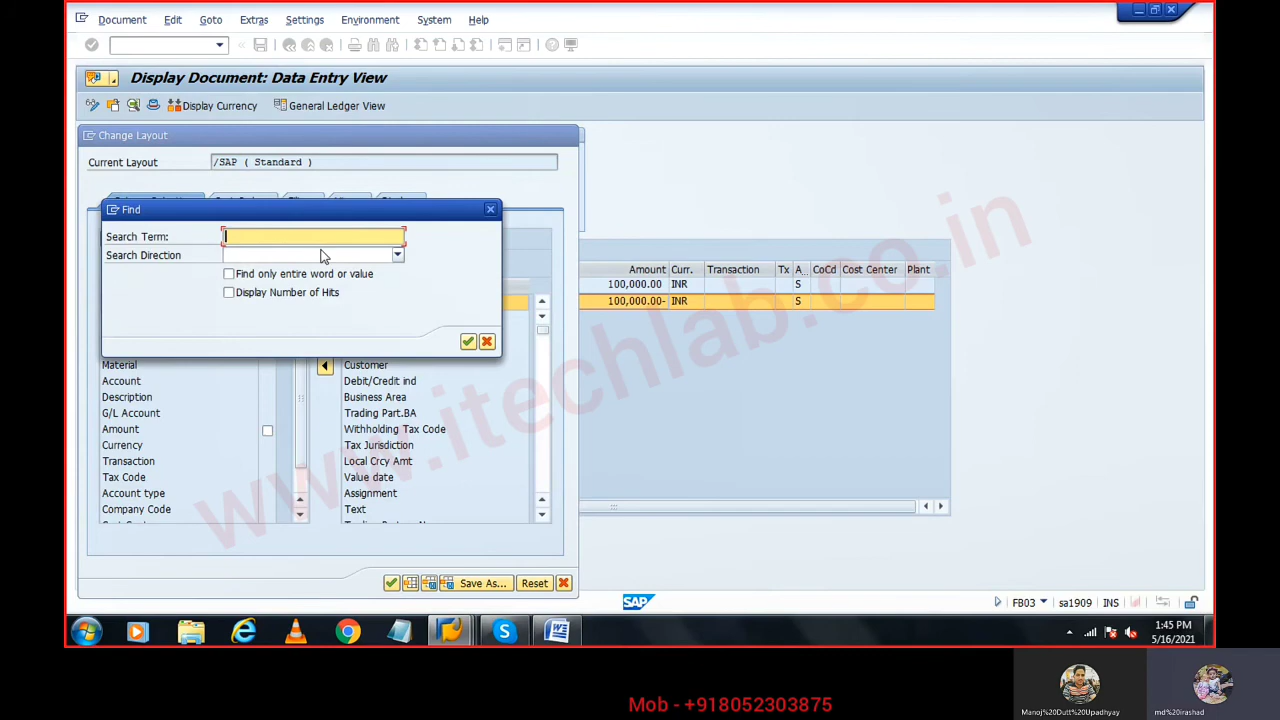 Document Edit Goto Extras Settings Environment System Help
Display Document: Data Entry View
Display Currency General Ledger View
Change Layout
Current Layout /SAP ( Standard )
Find
Search Term:
Search Direction
Find only entire word or value
Display Number of Hits
Amount Curr. Transaction Tx A.. CoCd Cost Center Plant
100,000.00 INR S
100,000.00- INR S
Material Customer
Account Debit/Credit ind
Description Business Area
G/L Account Trading Part.BA
Amount Withholding Tax Code
Currency Tax Jurisdiction
Transaction Local Crcy Amt
Tax Code Value date
Account type Assignment
Company Code Text
Save As... Reset
SAP
FB03 sa1909 INS
1:45 PM
5/16/2021
www.itechlab.co.in
Manoj%20Dutt%20Upadhyay md%20irashad
Mob - +918052303875